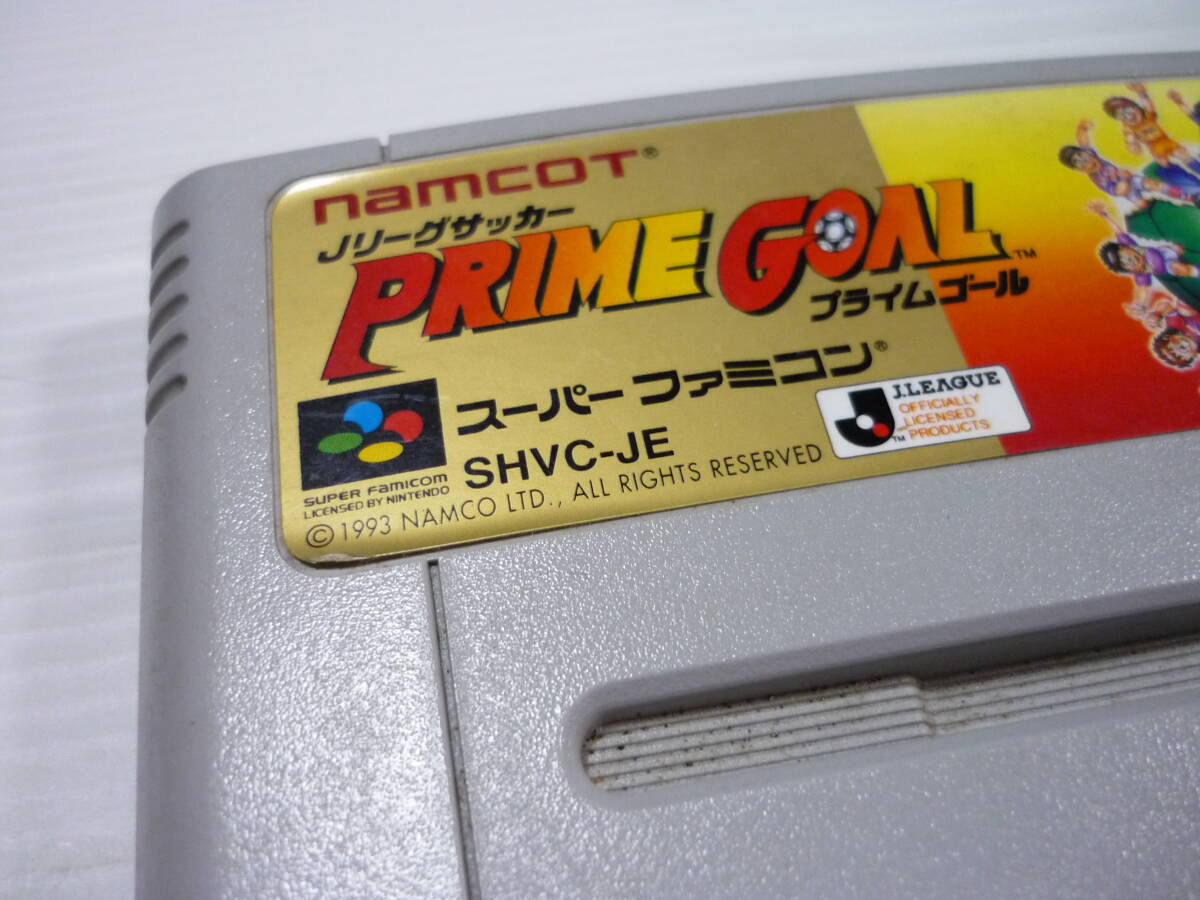 namcoT®
Jリーグサッカー
PRIME GOAL™
プライムゴール
スーパーファミコン®
SHVC-JE
SUPER FAMICOM
LICENSED BY NINTENDO
©1993 NAMCO LTD., ALL RIGHTS RESERVED
J.LEAGUE
OFFICIALLY
LICENSED
PRODUCTS
™